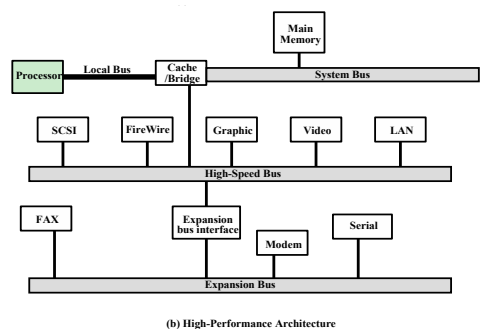 Main
Memory
Processor
Local Bus
Cache
/Bridge
System Bus
SCSI
FireWire
Graphic
Video
LAN
High-Speed Bus
FAX
Expansion
bus interface
Modem
Serial
Expansion Bus
(b) High-Performance Architecture